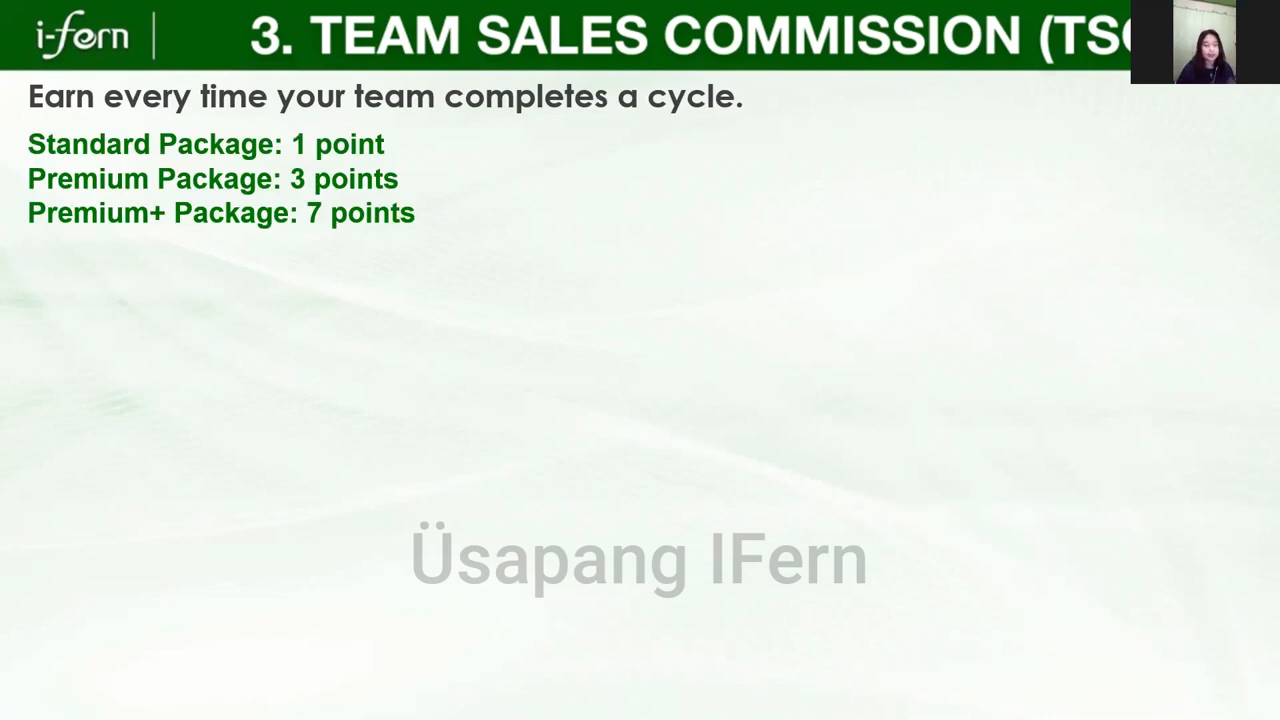 i-fern
3. TEAM SALES COMMISSION (TSC
Earn every time your team completes a cycle.
Standard Package: 1 point
Premium Package: 3 points
Premium+ Package: 7 points
Üsapang IFern